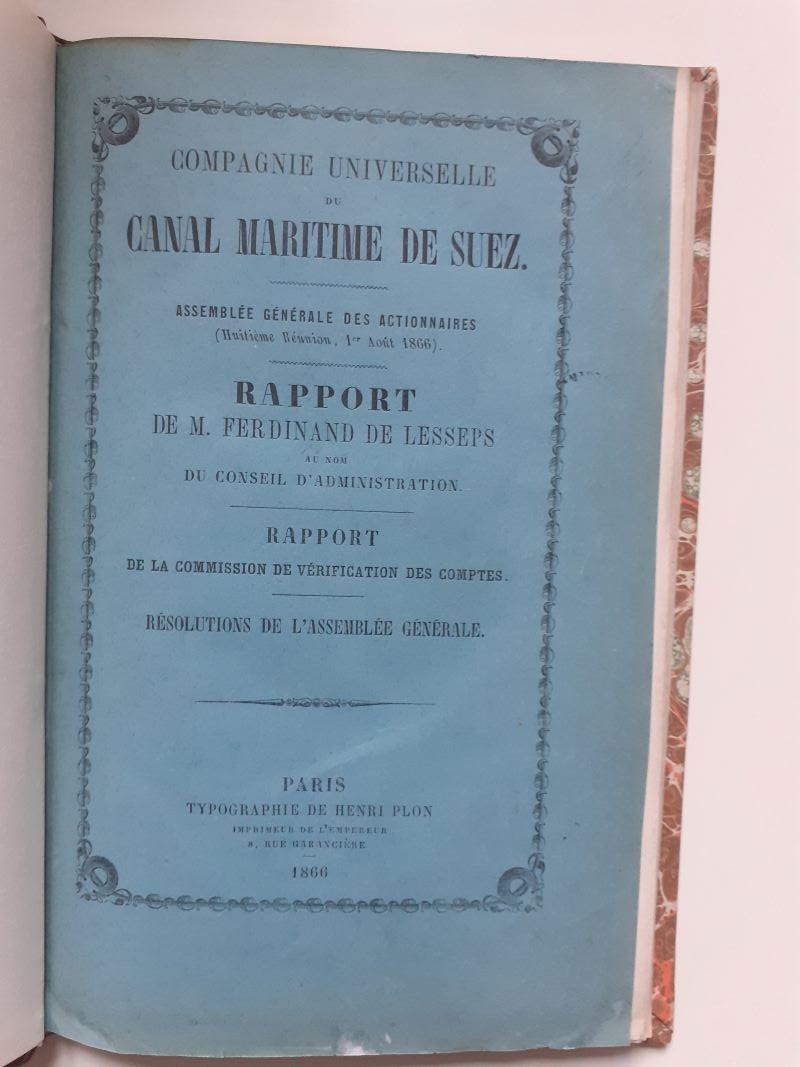 COMPAGNIE UNIVERSELLE
DU
CANAL MARITIME DE SUEZ.
ASSEMBLÉE GÉNÉRALE DES ACTIONNAIRES
(Huitième Réunion, 1er Août 1866).
RAPPORT
DE M. FERDINAND DE LESSEPS
AU NOM
DU CONSEIL D'ADMINISTRATION.
RAPPORT
DE LA COMMISSION DE VÉRIFICATION DES COMPTES.
RÉSOLUTIONS DE L'ASSEMBLÉE GÉNÉRALE.
PARIS
TYPOGRAPHIE DE HENRI PLON
IMPRIMEUR DE L'EMPEREUR
8, RUE GARANCIÈRE
1866